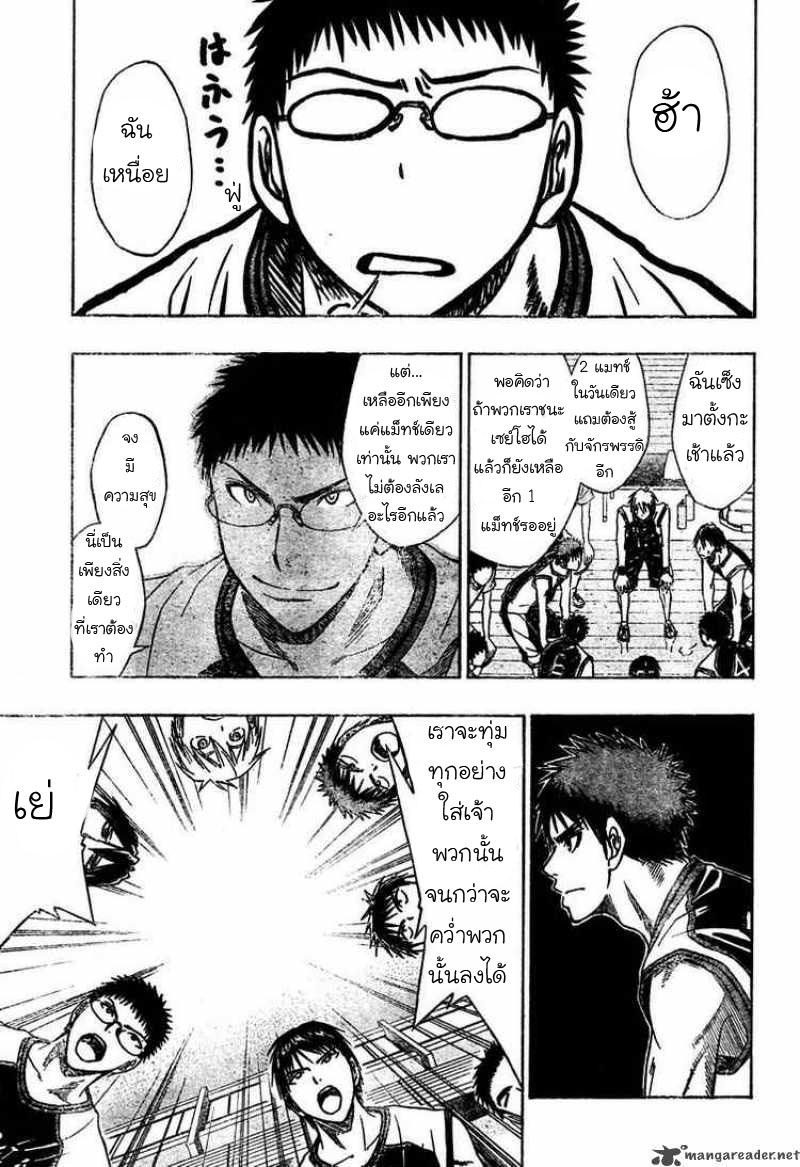 ฮ้า
はふう…
ฟู่
ฉัน
เหนื่อย
ฉันเซ็ง
มาตั้งกะ
เช้าแล้ว
2 แมทช์
ในวันเดียว
แถมต้องสู้
กับจักรพรรดิ
อีก
พอคิดว่า
ถ้าพวกเราชนะ
เซย์โฮได้
แล้วก็ยังเหลือ
อีก 1
แม็ทช์รออยู่
แต่...
เหลืออีกเพียง
แค่แม็ทช์เดียว
เท่านั้น พวกเรา
ไม่ต้องลังเล
อะไรอีกแล้ว
จง
มี
ความสุข
นี่เป็น
เพียงสิ่ง
เดียว
ที่เราต้อง
ทำ
เราจะทุ่ม
ทุกอย่าง
ใส่เจ้า
พวกนั้น
จนกว่าจะ
คว่ำพวก
นั้นลงได้
เย่
mangareader.net